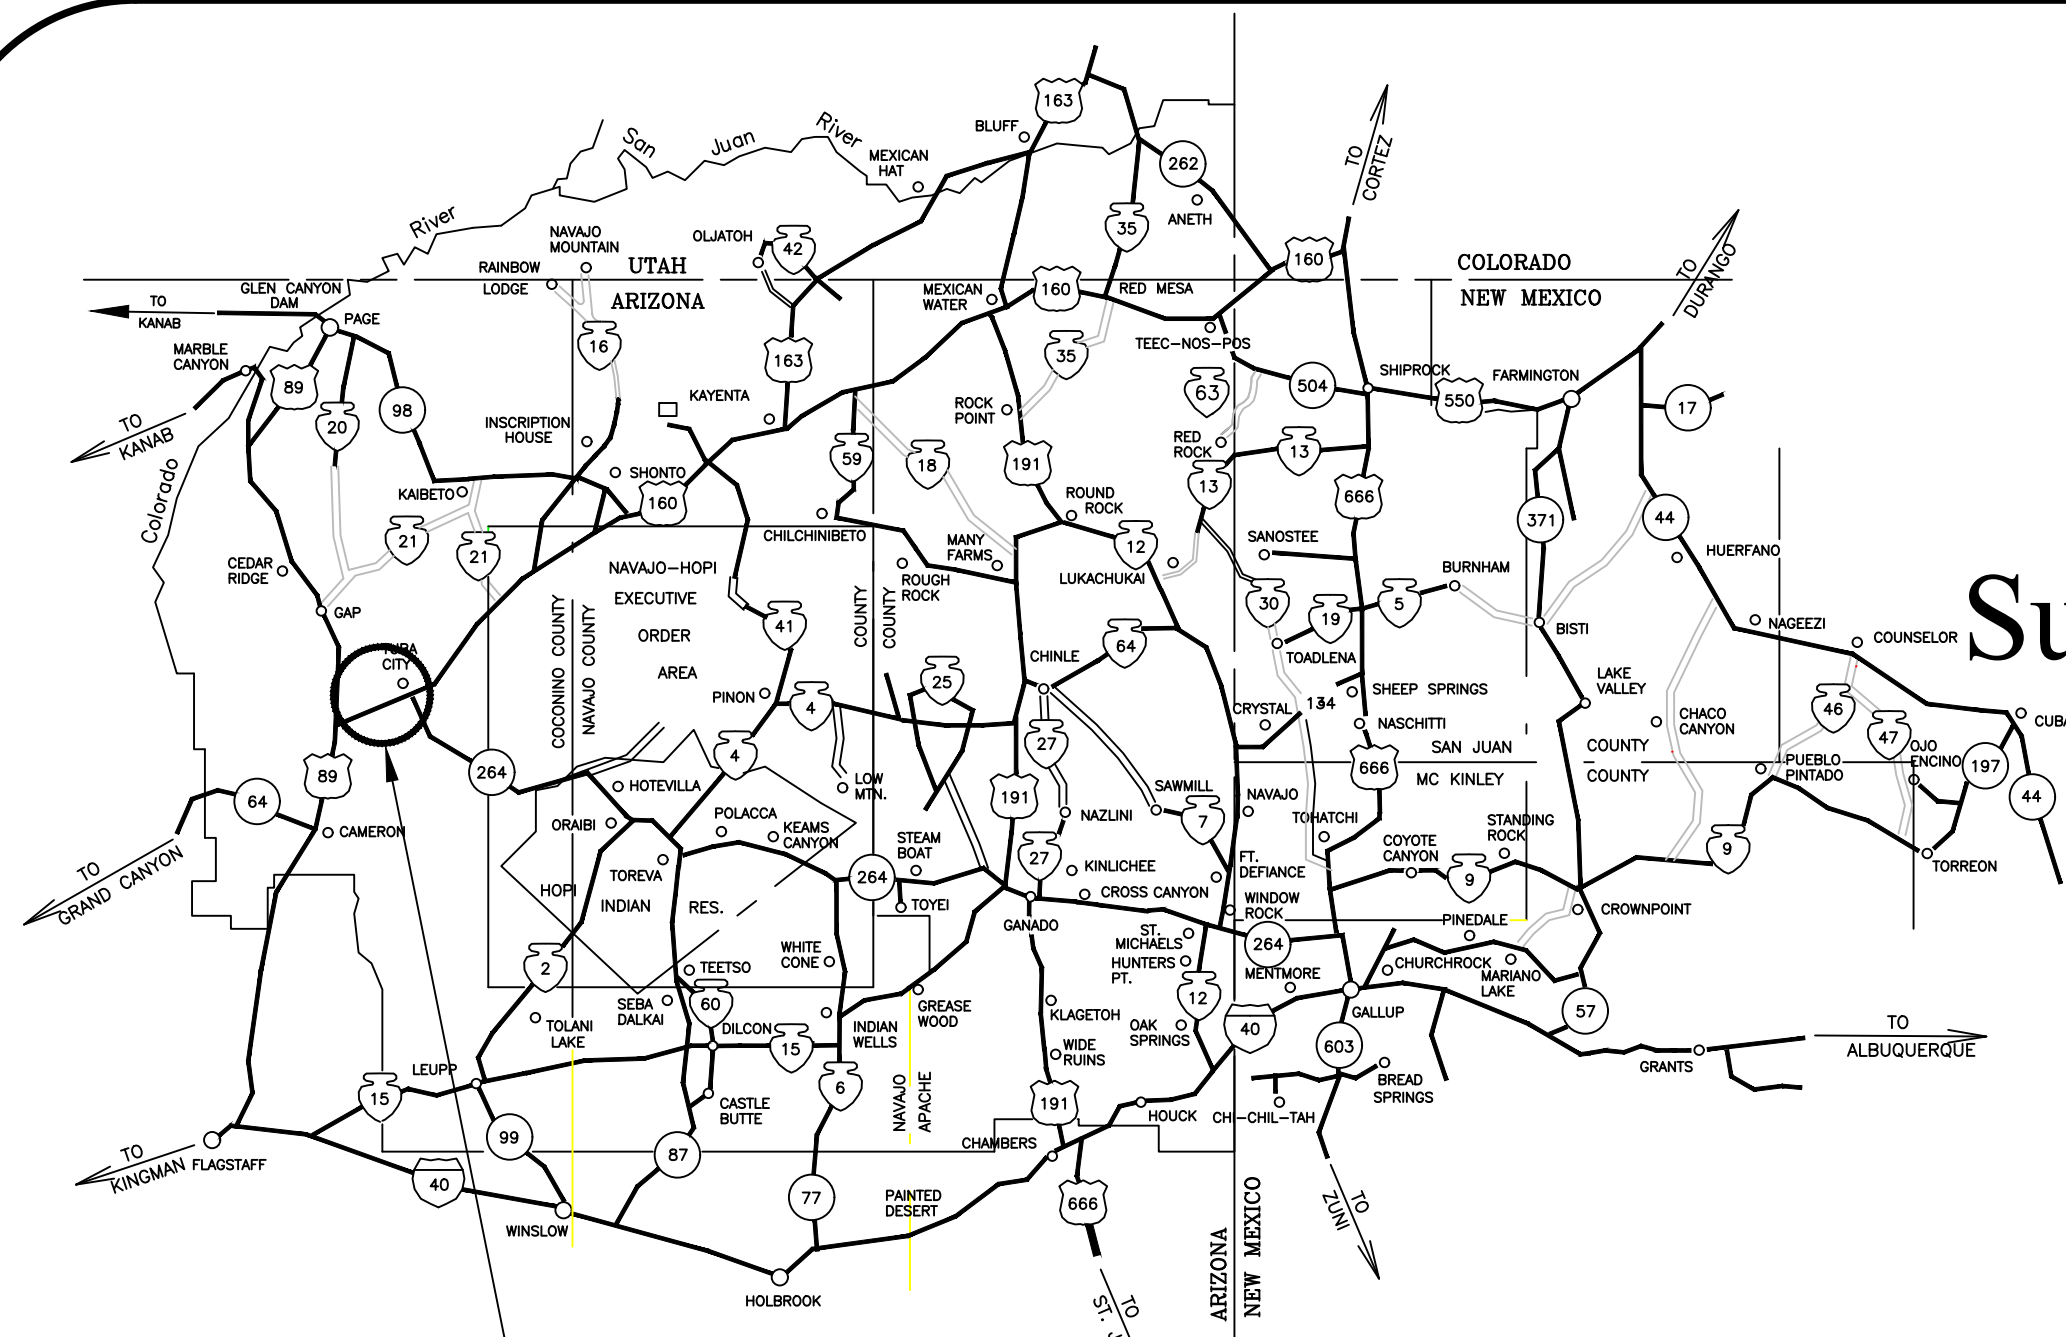 163
BLUFF
262
San
Juan
River
MEXICAN
HAT
TO
CORTEZ
ANETH
River
NAVAJO
MOUNTAIN
OLJATOH
42
35
160
RAINBOW
LODGE
UTAH
ARIZONA
COLORADO
NEW MEXICO
TO
DURANGO
GLEN CANYON
DAM
TO
KANAB
PAGE
MEXICAN
WATER
160
RED MESA
MARBLE
CANYON
16
163
35
TEEC-NOS-POS
89
20
98
TO
KANAB
KAYENTA
ROCK
POINT
63
504
SHIPROCK
550
FARMINGTON
17
INSCRIPTION
HOUSE
59
18
191
RED
ROCK
13
13
SHONTO
KAIBETO
160
666
Colorado
CHILCHINIBETO
ROUND
ROCK
371
44
21
21
12
SANOSTEE
HUERFANO
CEDAR
RIDGE
NAVAJO-HOPI
EXECUTIVE
ORDER
AREA
MANY
FARMS
ROUGH
ROCK
LUKACHUKAI
BURNHAM
GAP
COCONINO COUNTY
NAVAJO COUNTY
COUNTY
COUNTY
41
30
19
5
BISTI
NAGEEZI
COUNSELOR
Su
TUBA
CITY
64
CHINLE
TOADLENA
25
PINON
4
CRYSTAL
134
SHEEP SPRINGS
NASCHITTI
LAKE
VALLEY
CHACO
CANYON
46
47
CUBA
4
27
SAN JUAN
MC KINLEY
COUNTY
COUNTY
PUEBLO
PINTADO
OJO
ENCINO
197
89
264
64
HOTEVILLA
LOW
MTN.
191
SAWMILL
NAVAJO
666
44
CAMERON
ORAIBI
POLACCA
KEAMS
CANYON
STEAM
BOAT
NAZLINI
7
TOHATCHI
COYOTE
CANYON
STANDING
ROCK
9
TORREON
TO
GRAND CANYON
HOPI
INDIAN
RES.
TOREVA
264
TOYEI
27
KINLICHEE
CROSS CANYON
FT.
DEFIANCE
9
GANADO
WINDOW
ROCK
PINEDALE
CROWNPOINT
2
TEETSO
WHITE
CONE
ST.
MICHAELS
HUNTERS
PT.
264
MENTMORE
CHURCHROCK
MARIANO
LAKE
SEBA
DALKAI
60
GREASE
WOOD
12
KLAGETOH
OAK
SPRINGS
40
GALLUP
57
TOLANI
LAKE
DILCON
INDIAN
WELLS
15
WIDE
RUINS
603
TO
ALBUQUERQUE
LEUPP
15
NAVAJO
APACHE
6
GRANTS
CASTLE
BUTTE
191
HOUCK
CHI-CHIL-TAH
BREAD
SPRINGS
99
87
CHAMBERS
TO
KINGMAN
FLAGSTAFF
40
77
PAINTED
DESERT
666
WINSLOW
ARIZONA
NEW MEXICO
TO
ZUNI
HOLBROOK
TO
ST.